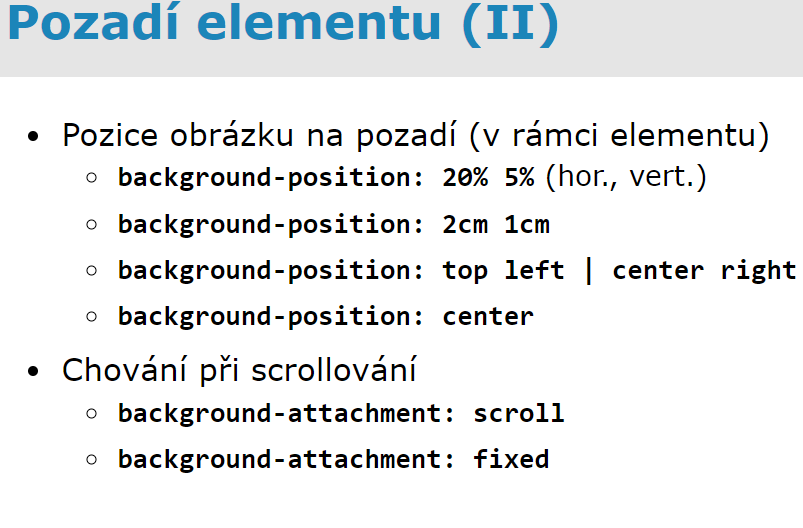 Pozadí elementu (II)
Pozice obrázku na pozadí (v rámci elementu)
background-position: 20% 5% (hor., vert.)
background-position: 2cm 1cm
background-position: top left | center right
background-position: center
Chování při scrollování
background-attachment: scroll
background-attachment: fixed